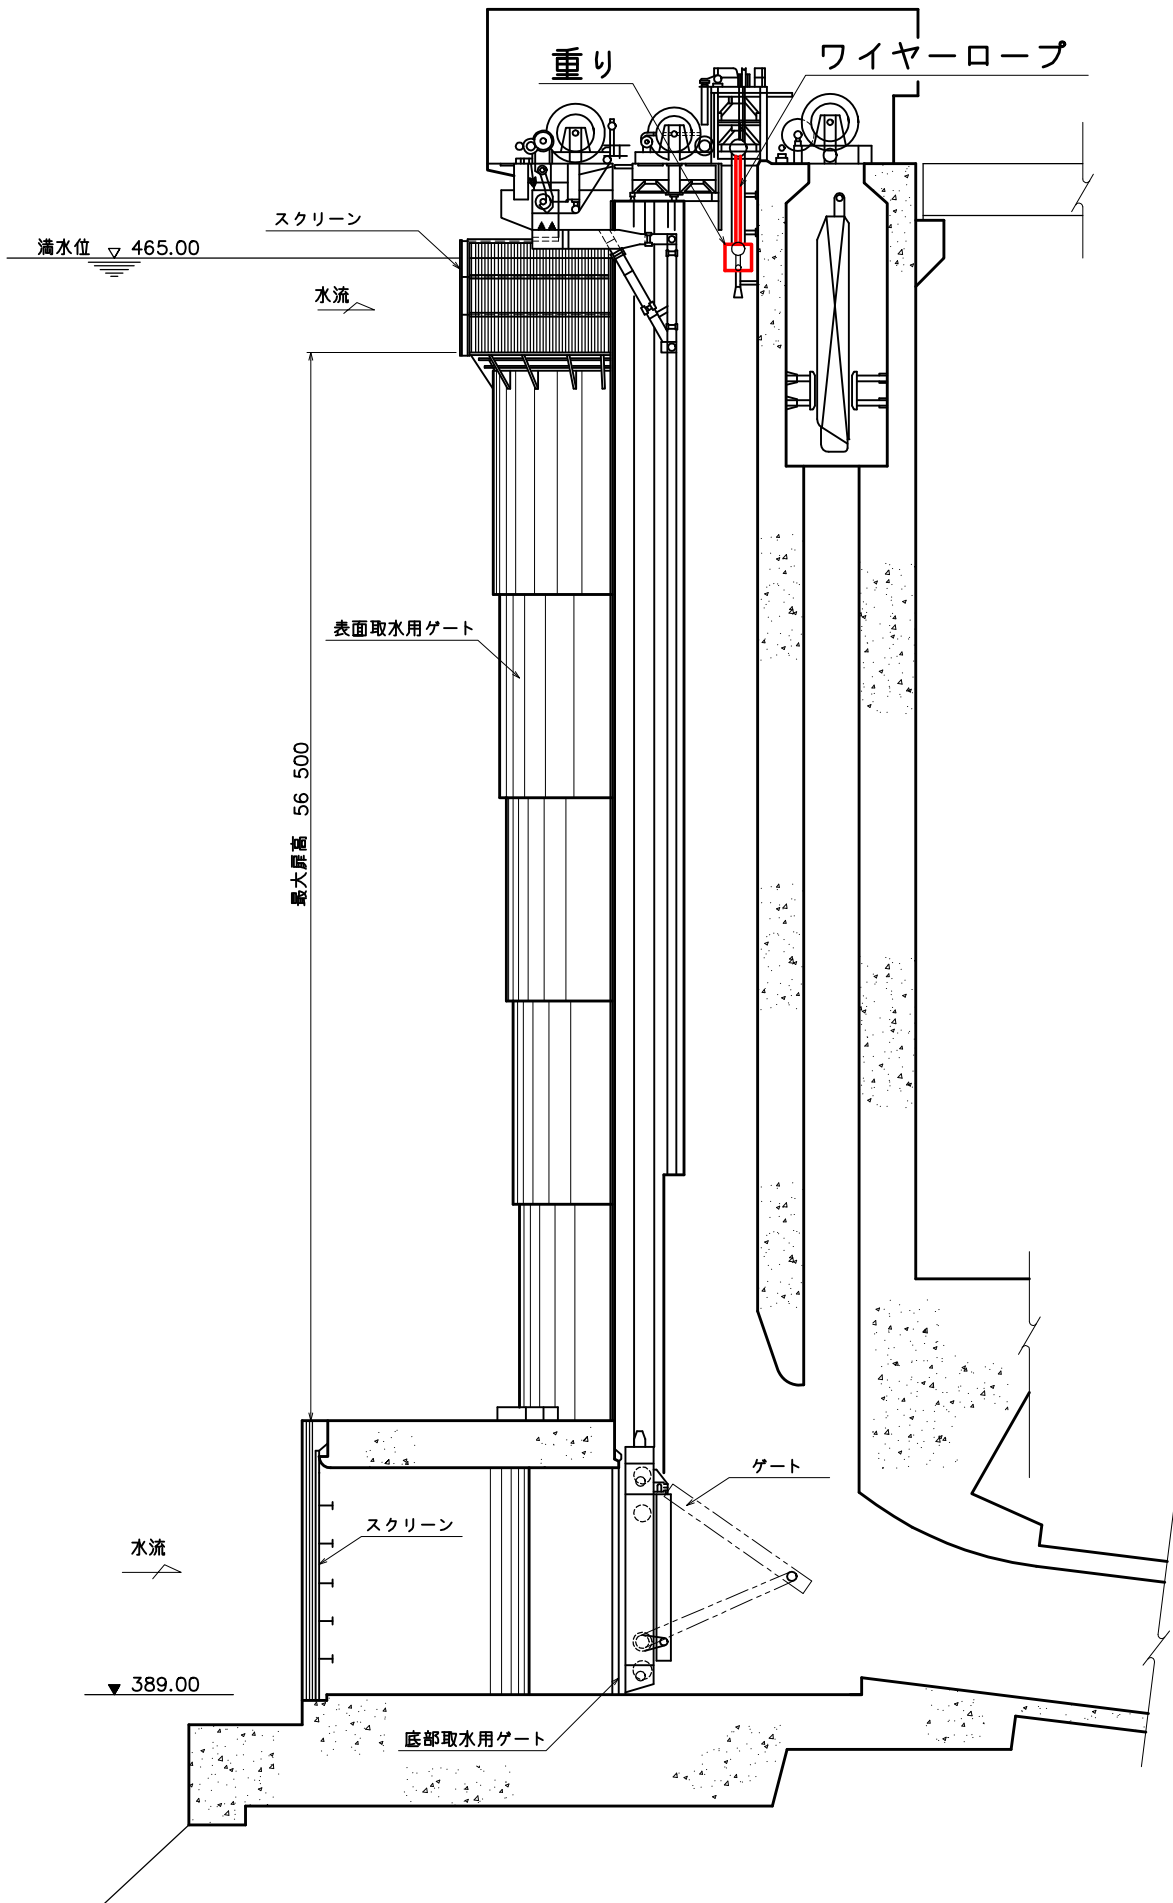 重り
ワイヤーロープ
スクリーン
満水位 465.00
水流
表面取水用ゲート
最大扉高 56 500
ゲート
スクリーン
水流
389.00
底部取水用ゲート